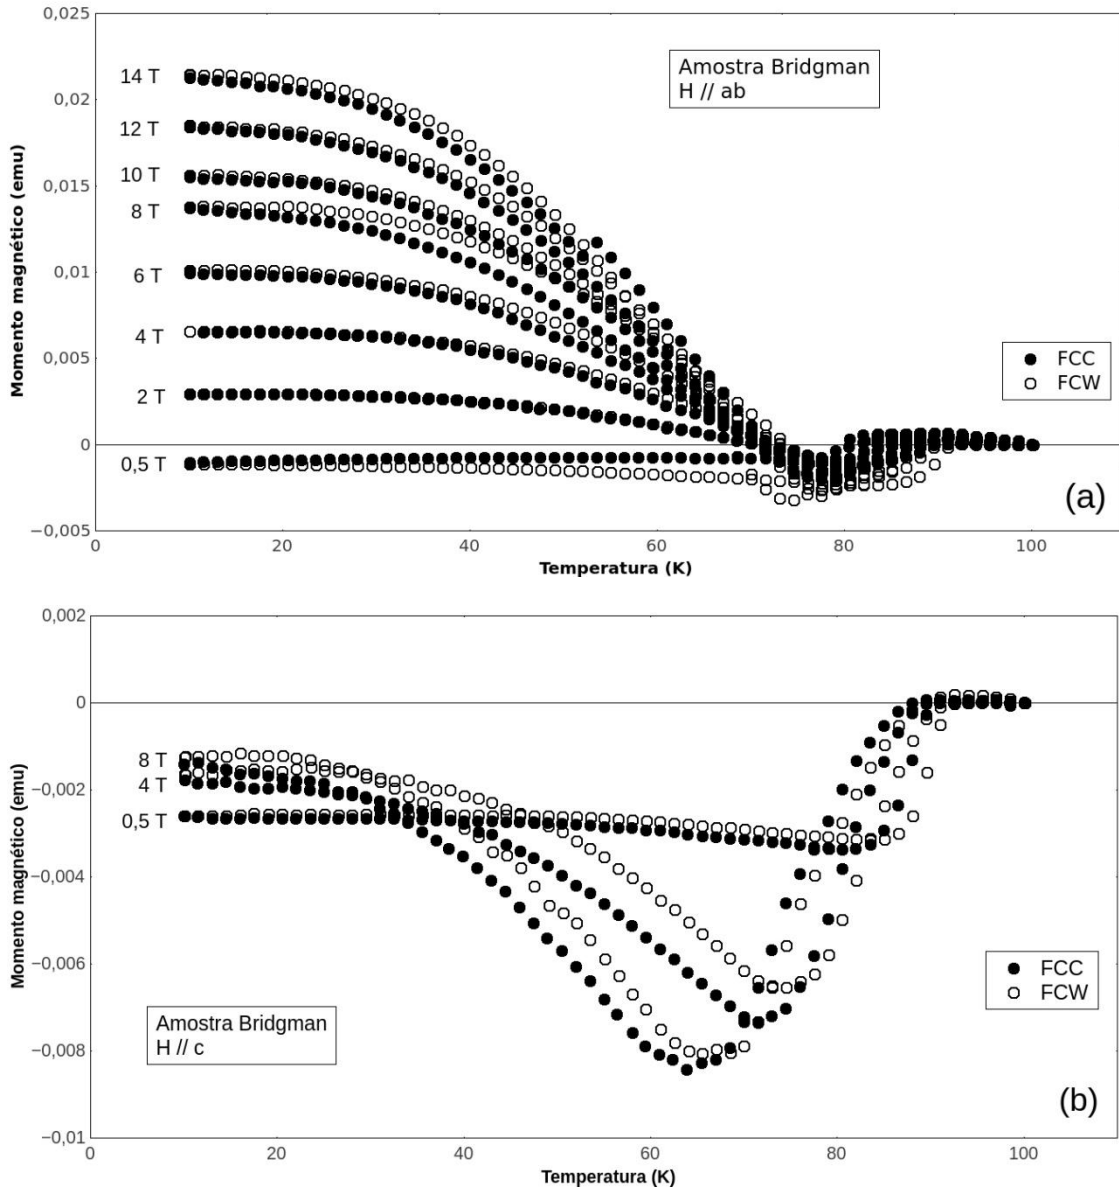 0,025
0,02
0,015
0,01
0,005
0
−0,005
Momento magnético (emu)
14 T
12 T
10 T
8 T
6 T
4 T
2 T
0,5 T
Amostra Bridgman
H // ab
FCC
FCW
(a)
0 20 40 60 80 100
Temperatura (K)
0,002
0
−0,002
−0,004
−0,006
−0,008
−0,01
Momento magnético (emu)
8 T
4 T
0,5 T
FCC
FCW
Amostra Bridgman
H // c
(b)
0 20 40 60 80 100
Temperatura (K)